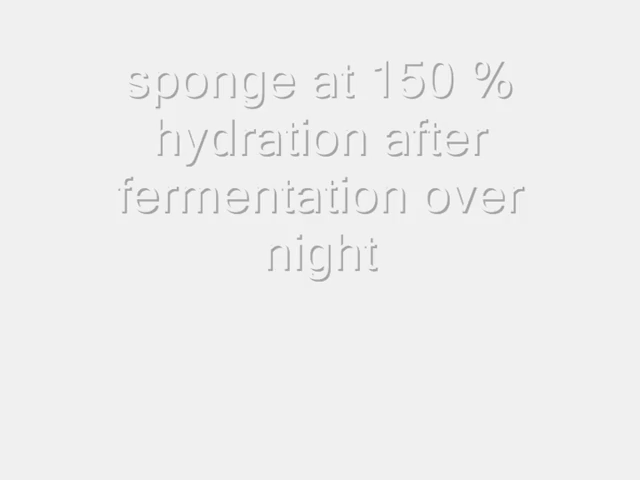 sponge at 150 %
hydration after
fermentation over
night